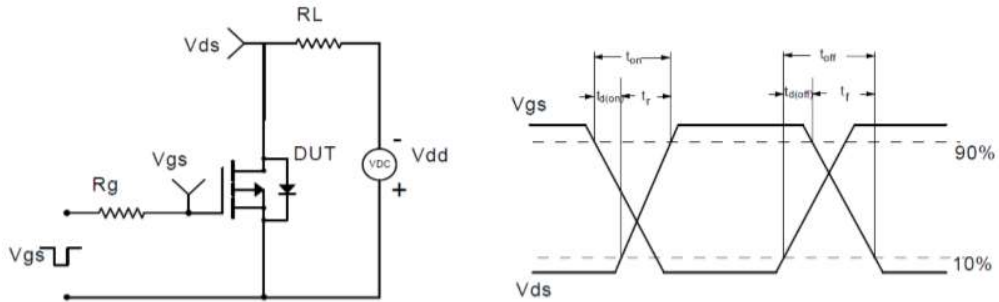 RL
Vds
DUT
Vgs
Rg
VDC
-
Vdd
+
Vgs
ton
toff
td(on)
tr
td(off)
tf
Vgs
90%
10%
Vds